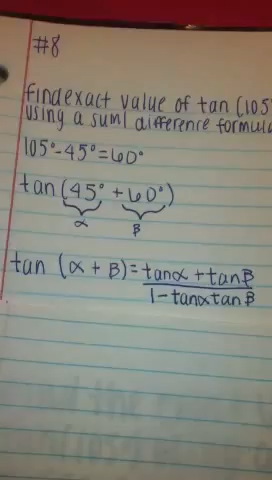 #8
find exact value of tan (105
using a sum/difference formula
105° - 45° = 60°
tan (45° + 60°)
α β
tan (α + β) = tanα + tanβ
1 - tanα tanβ